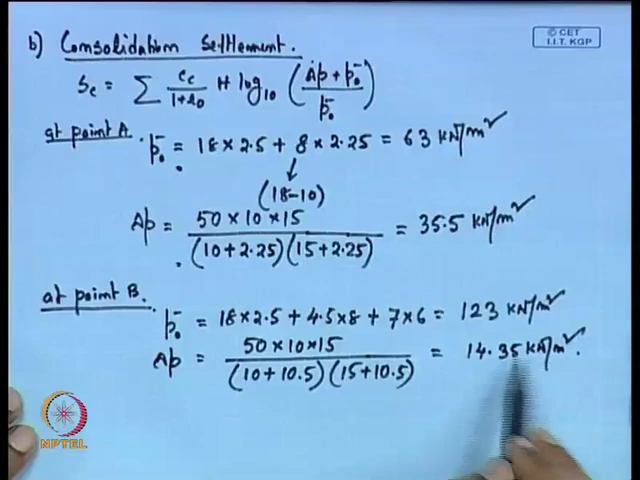 © CET
I.I.T. KGP
b) Consolidation Settlement.
Sc = ∑ Cc/(1+e0) H log10 ((Δp + p̄0)/p̄0)
at point A. p̄0 = 18 × 2.5 + 8 × 2.25 = 63 kN/m²
(18-10)
Δp = 50 × 10 × 15 / (10 + 2.25)(15 + 2.25) = 35.5 kN/m²
at point B.
p̄0 = 18 × 2.5 + 4.5 × 8 + 7 × 6 = 123 kN/m²
Δp = 50 × 10 × 15 / (10 + 10.5)(15 + 10.5) = 14.35 kN/m².
NPTEL